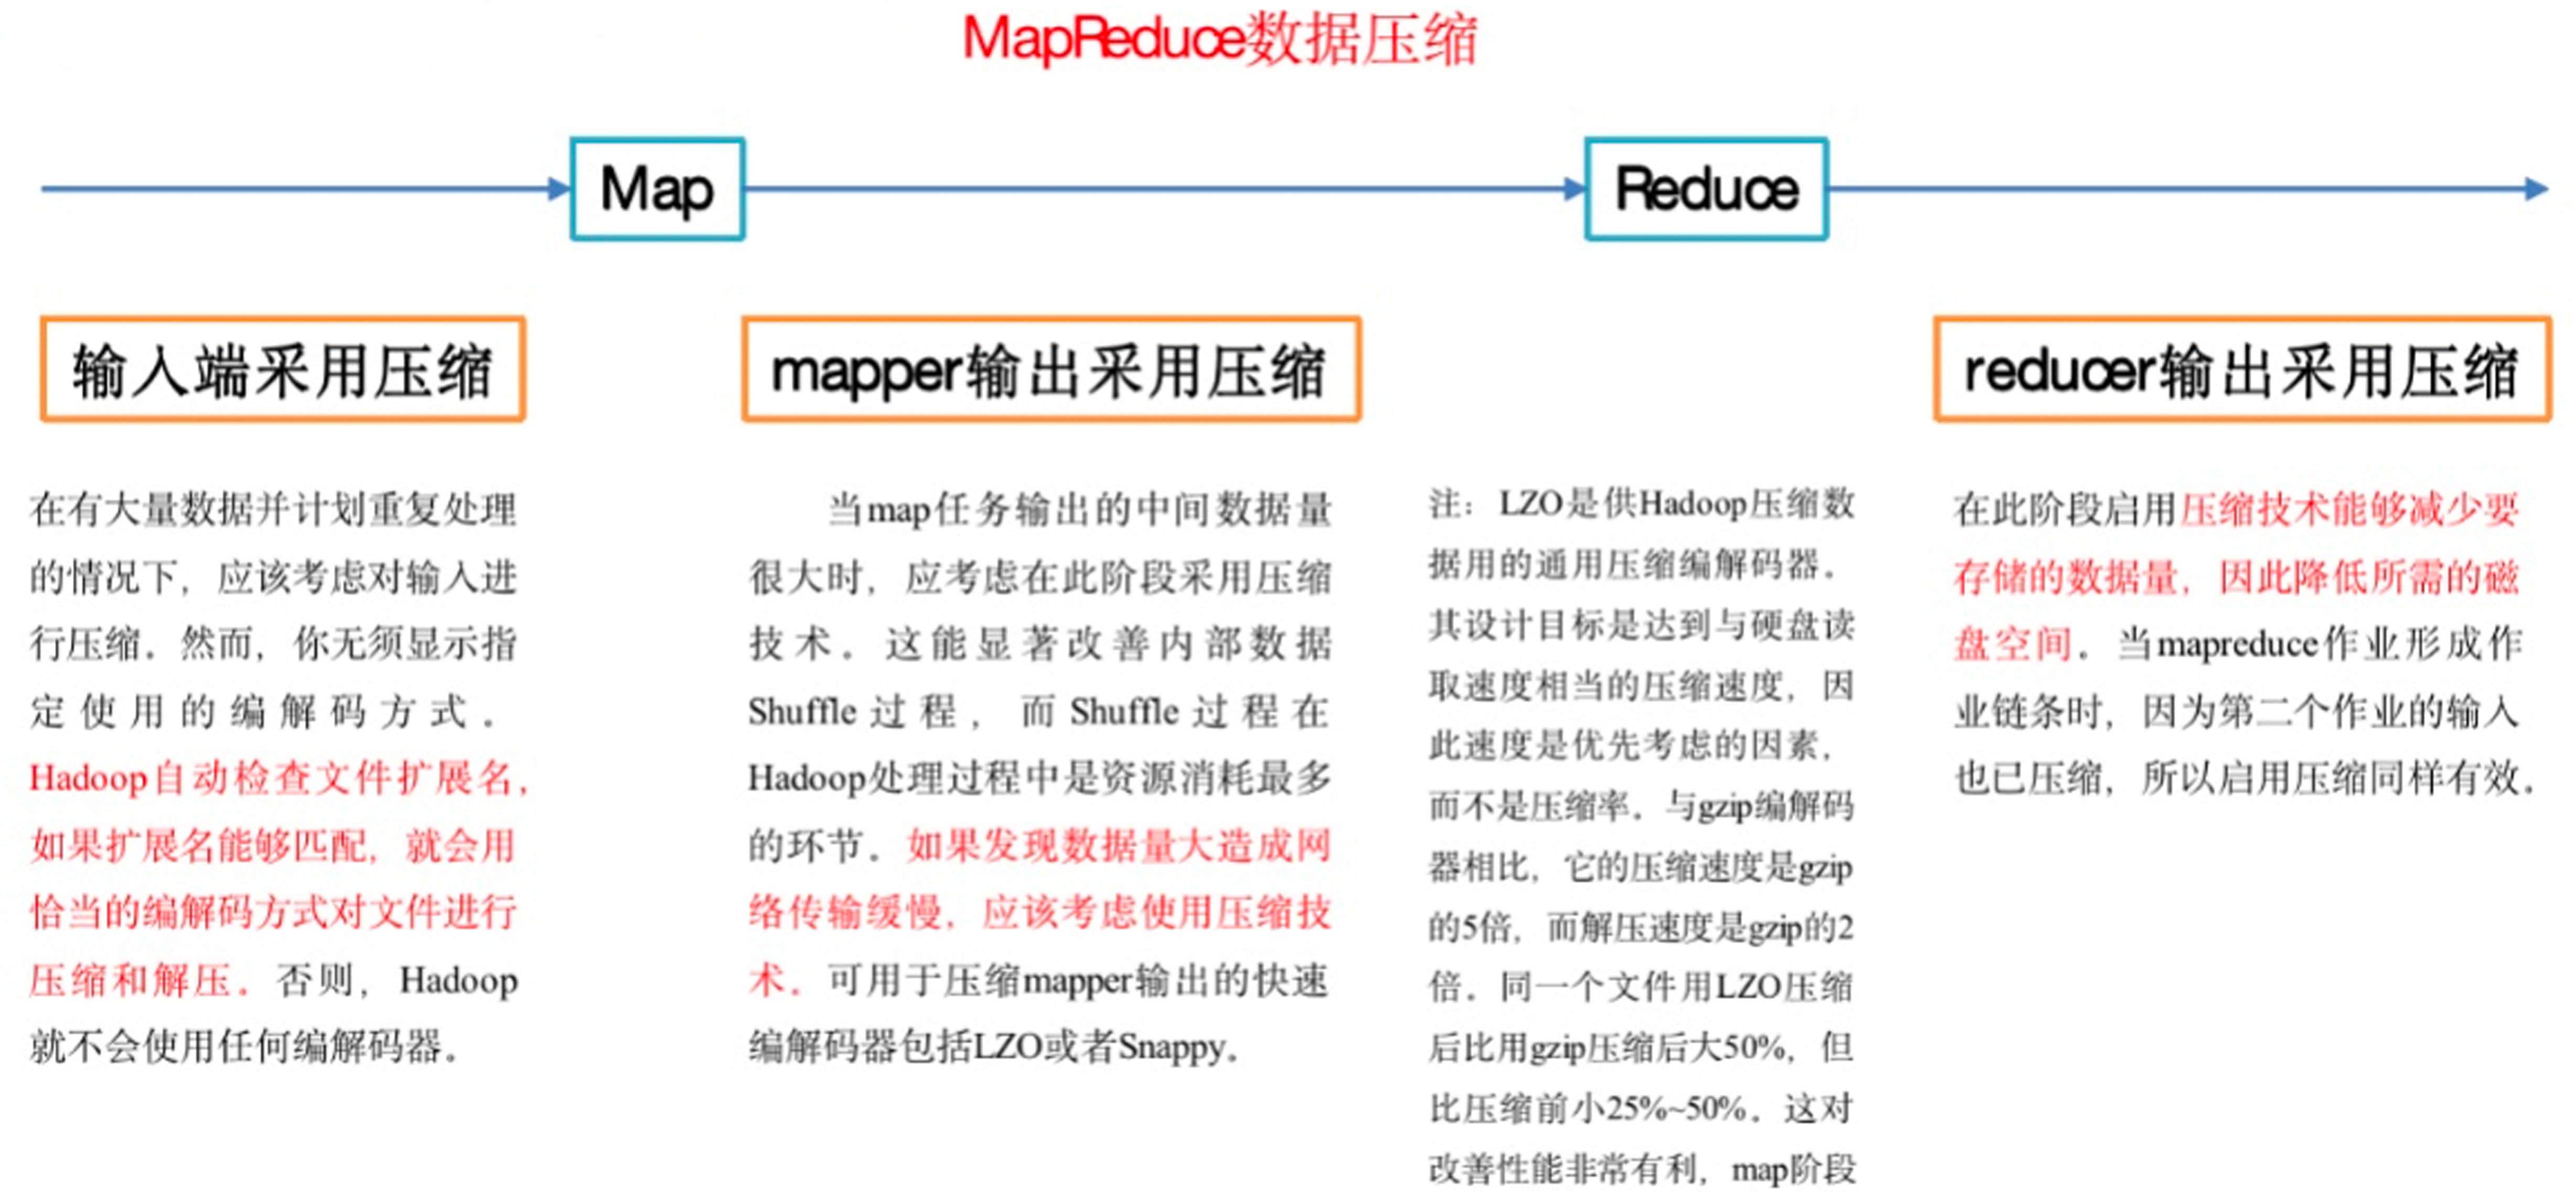 MapReduce数据压缩
Map
Reduce
输入端采用压缩
mapper输出采用压缩
reducer输出采用压缩
在有大量数据并计划重复处理
的情况下，应该考虑对输入进
行压缩。然而，你无须显示指
定使用的编解码方式。
Hadoop自动检查文件扩展名，
如果扩展名能够匹配，就会用
恰当的编解码方式对文件进行
压缩和解压。否则，Hadoop
就不会使用任何编解码器。
当map任务输出的中间数据量
很大时，应考虑在此阶段采用压缩
技术。这能显著改善内部数据
Shuffle过程，而Shuffle过程在
Hadoop处理过程中是资源消耗最多
的环节。如果发现数据量大造成网
络传输缓慢，应该考虑使用压缩技
术。可用于压缩mapper输出的快速
编解码器包括LZO或者Snappy。
注：LZO是供Hadoop压缩数
据用的通用压缩编解码器。
其设计目标是达到与硬盘读
取速度相当的压缩速度，因
此速度是优先考虑的因素，
而不是压缩率。与gzip编解码
器相比，它的压缩速度是gzip
的5倍，而解压速度是gzip的2
倍。同一个文件用LZO压缩
后比用gzip压缩后大50%，但
比压缩前小25%~50%。这对
改善性能非常有利，map阶段
在此阶段启用压缩技术能够减少要
存储的数据量，因此降低所需的磁
盘空间。当mapreduce作业形成作
业链条时，因为第二个作业的输入
也已压缩，所以启用压缩同样有效。